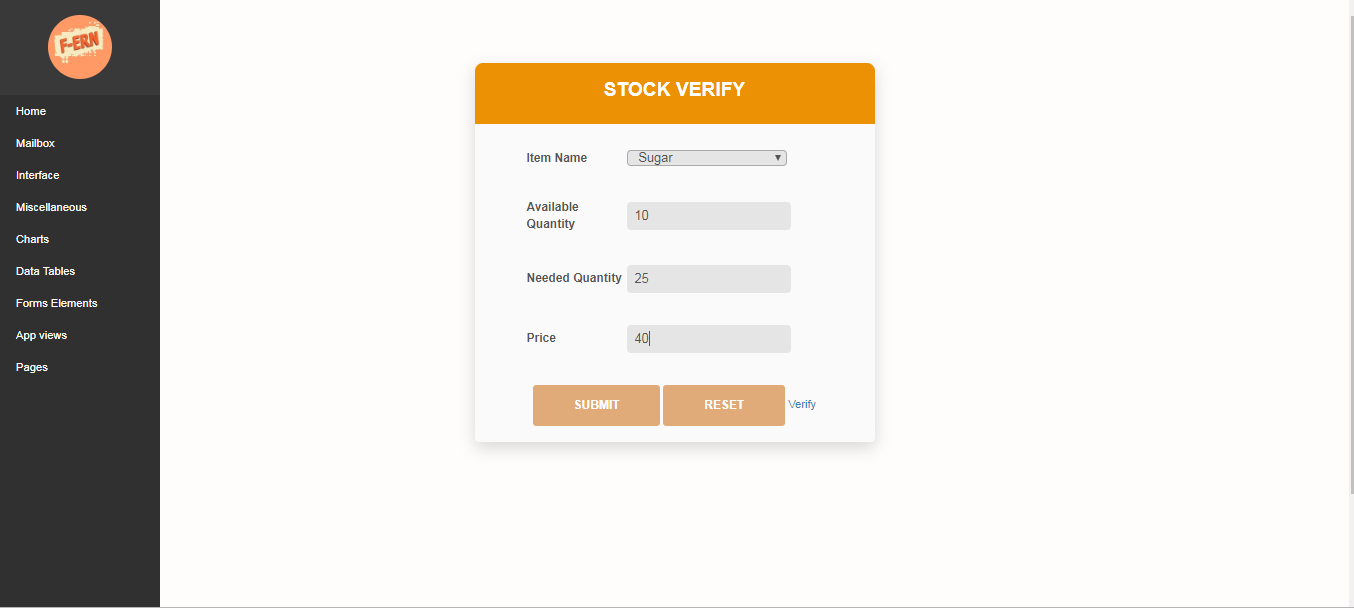 F-ERN
Home
Mailbox
Interface
Miscellaneous
Charts
Data Tables
Forms Elements
App views
Pages
STOCK VERIFY
Item Name
Sugar
Available
Quantity
10
Needed Quantity
25
Price
40
SUBMIT
RESET
Verify